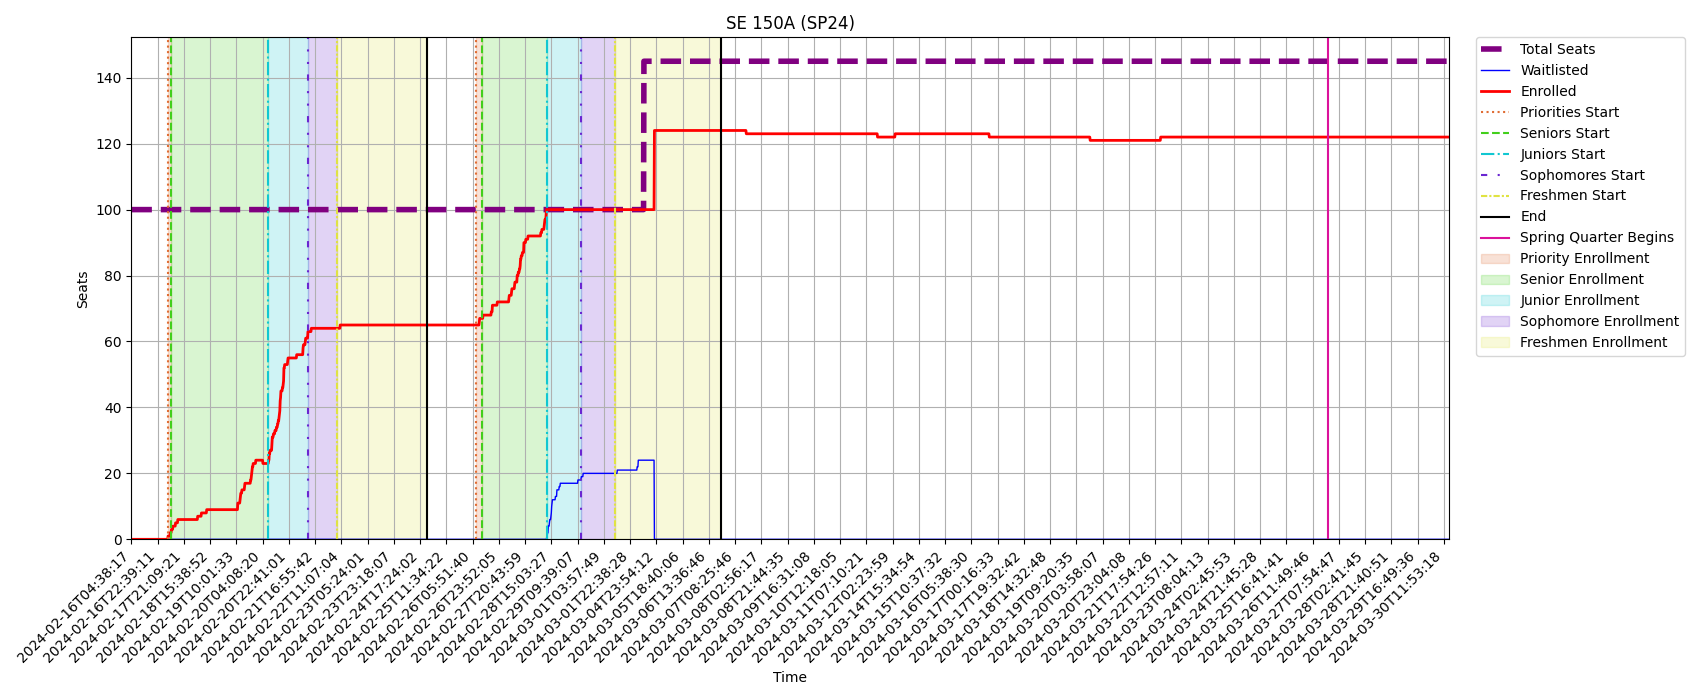 SE 150A (SP24)
Total Seats
Waitlisted
Enrolled
Priorities Start
Seniors Start
Juniors Start
Sophomores Start
Freshmen Start
End
Spring Quarter Begins
Priority Enrollment
Senior Enrollment
Junior Enrollment
Sophomore Enrollment
Freshmen Enrollment
Seats
140
120
100
80
60
40
20
0
2024-02-16T04:38:17
2024-02-16T22:39:11
2024-02-17T21:09:21
2024-02-18T15:38:52
2024-02-19T10:01:33
2024-02-20T04:08:20
2024-02-20T22:41:01
2024-02-21T16:55:42
2024-02-22T11:07:04
2024-02-23T05:24:01
2024-02-23T23:18:07
2024-02-24T17:24:02
2024-02-25T11:34:22
2024-02-26T05:51:40
2024-02-26T23:52:05
2024-02-27T20:43:59
2024-02-28T15:03:27
2024-02-29T09:39:07
2024-03-01T03:57:49
2024-03-01T22:38:28
2024-03-04T23:54:12
2024-03-05T18:40:06
2024-03-06T13:36:46
2024-03-07T08:25:46
2024-03-08T02:56:17
2024-03-08T21:44:35
2024-03-09T16:31:08
2024-03-10T12:18:05
2024-03-11T07:10:21
2024-03-12T02:23:59
2024-03-14T15:34:54
2024-03-15T10:37:32
2024-03-16T05:38:30
2024-03-17T00:16:33
2024-03-17T19:32:42
2024-03-18T14:32:48
2024-03-19T09:20:35
2024-03-20T03:58:07
2024-03-20T23:04:08
2024-03-21T17:54:26
2024-03-22T12:57:11
2024-03-23T08:04:13
2024-03-24T02:45:53
2024-03-24T21:45:28
2024-03-25T16:41:41
2024-03-26T11:49:46
2024-03-27T07:54:47
2024-03-28T02:41:45
2024-03-28T21:40:51
2024-03-29T16:49:36
2024-03-30T11:53:18
Time